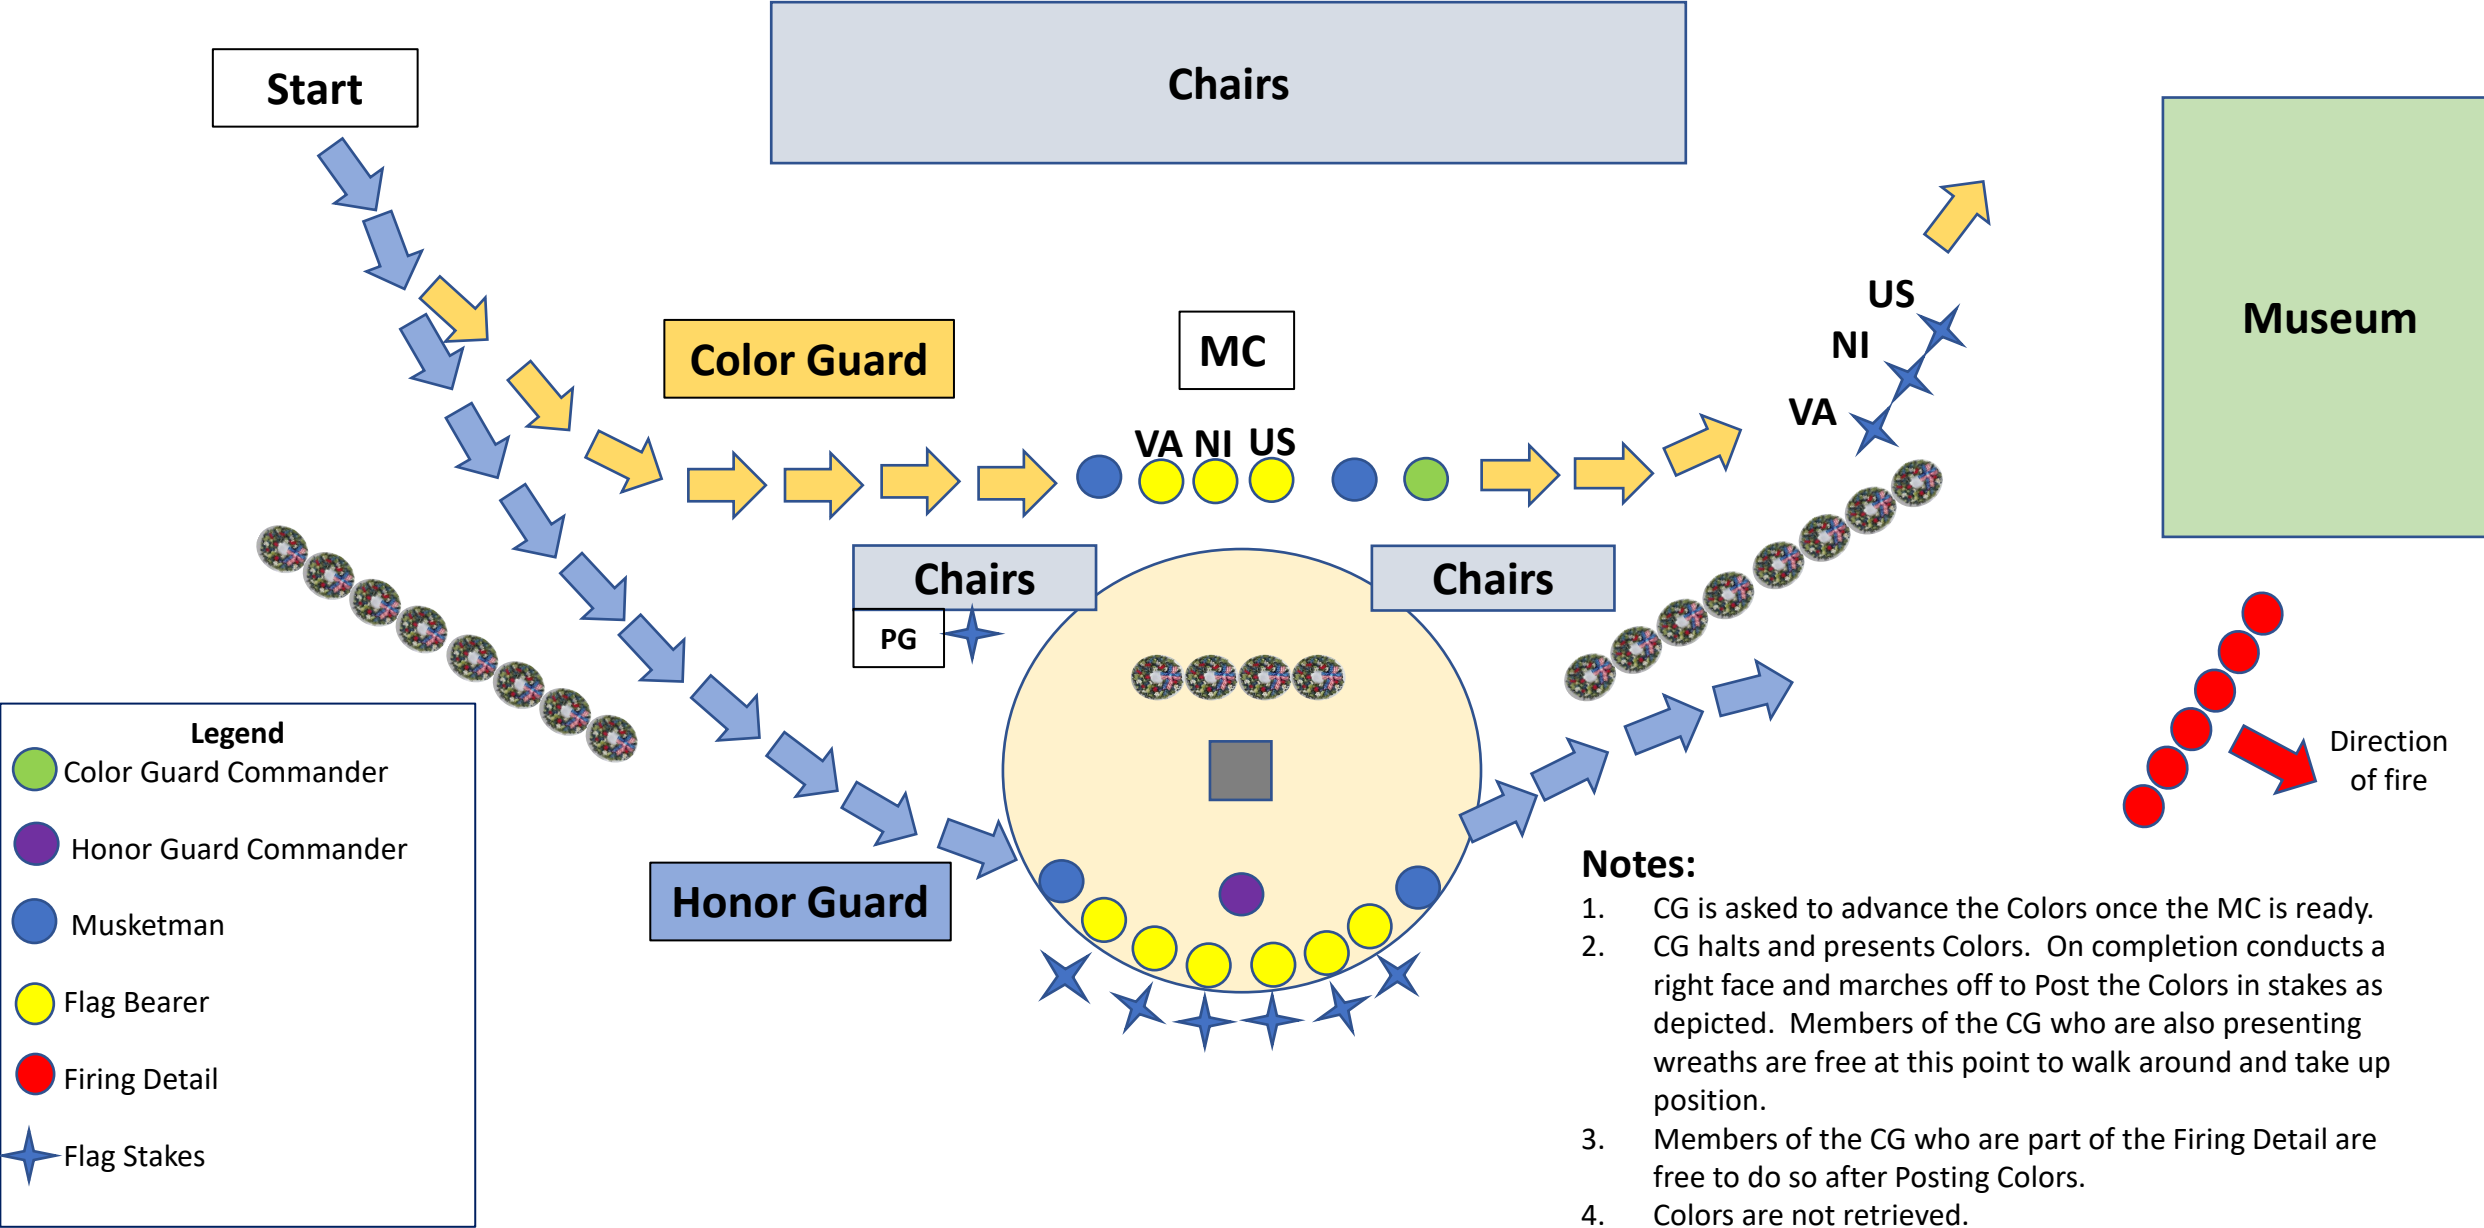 Start
Chairs
Museum
US
NI
VA
Color Guard
MC
VA NI US
Chairs
Chairs
PG
Legend
Color Guard Commander
Honor Guard Commander
Musketman
Flag Bearer
Firing Detail
Flag Stakes
Honor Guard
Direction
of fire
Notes:
1. CG is asked to advance the Colors once the MC is ready.
2. CG halts and presents Colors. On completion conducts a
right face and marches off to Post the Colors in stakes as
depicted. Members of the CG who are also presenting
wreaths are free at this point to walk around and take up
position.
3. Members of the CG who are part of the Firing Detail are
free to do so after Posting Colors.
4. Colors are not retrieved.